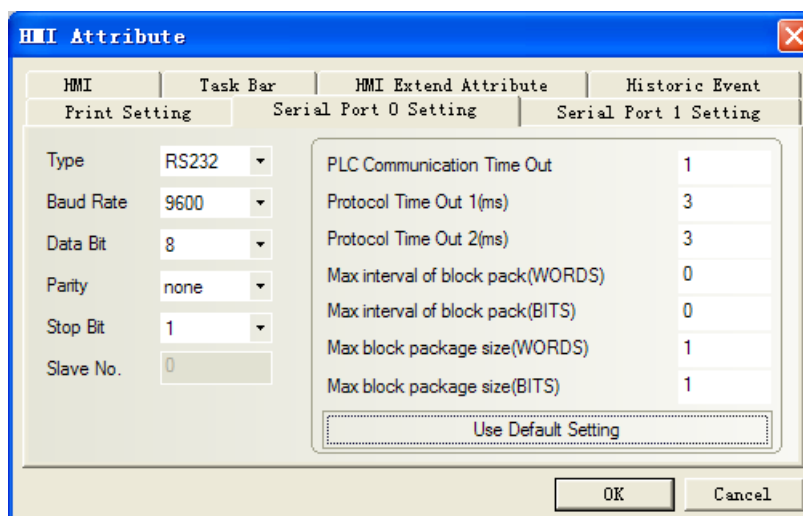 HMI Attribute
HMI Task Bar HMI Extend Attribute Historic Event
Print Setting Serial Port 0 Setting Serial Port 1 Setting
Type RS232
Baud Rate 9600
Data Bit 8
Parity none
Stop Bit 1
Slave No. 0
PLC Communication Time Out 1
Protocol Time Out 1(ms) 3
Protocol Time Out 2(ms) 3
Max interval of block pack(WORDS) 0
Max interval of block pack(BITS) 0
Max block package size(WORDS) 1
Max block package size(BITS) 1
Use Default Setting
OK Cancel